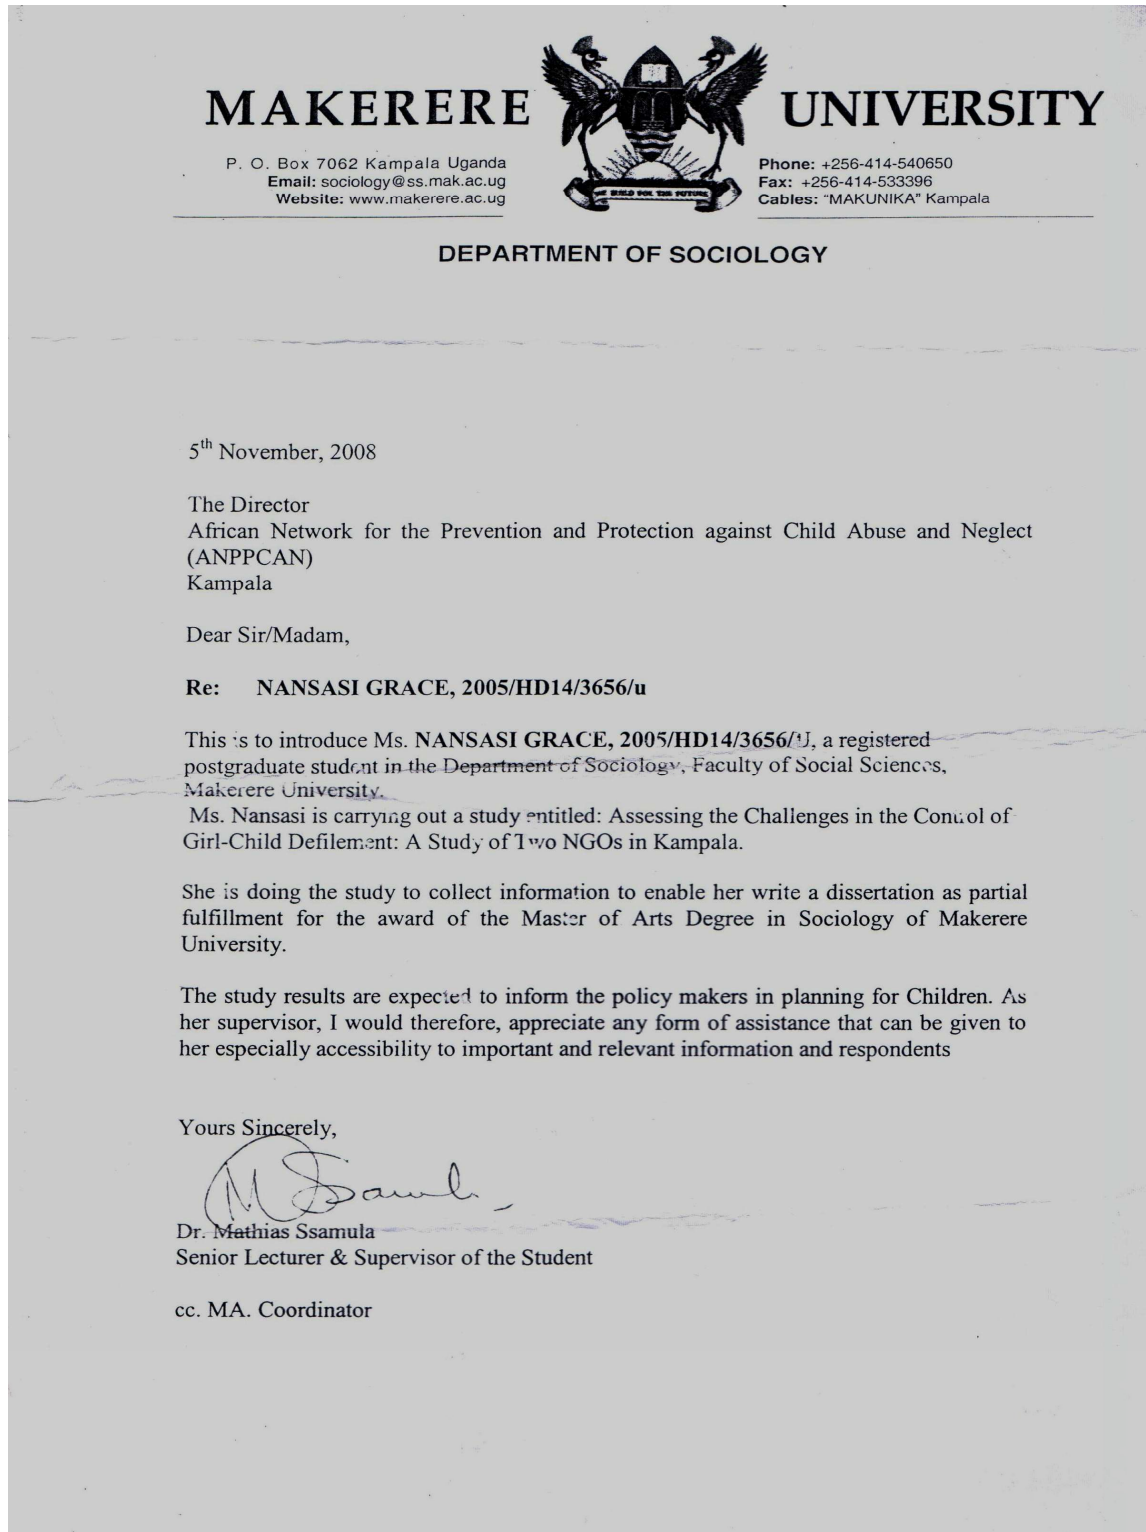 MAKERERE UNIVERSITY
P. O. Box 7062 Kampala Uganda
Email: sociology@ss.mak.ac.ug
Website: www.makerere.ac.ug
WE BUILD FOR THE FUTURE
Phone: +256-414-540650
Fax: +256-414-533396
Cables: "MAKUNIKA" Kampala
DEPARTMENT OF SOCIOLOGY
5th November, 2008
The Director
African Network for the Prevention and Protection against Child Abuse and Neglect
(ANPPCAN)
Kampala
Dear Sir/Madam,
Re: NANSASI GRACE, 2005/HD14/3656/u
This is to introduce Ms. NANSASI GRACE, 2005/HD14/3656/U, a registered
postgraduate student in the Department of Sociology, Faculty of Social Sciences,
Makerere University.
Ms. Nansasi is carrying out a study entitled: Assessing the Challenges in the Control of
Girl-Child Defilement: A Study of Two NGOs in Kampala.
She is doing the study to collect information to enable her write a dissertation as partial
fulfillment for the award of the Master of Arts Degree in Sociology of Makerere
University.
The study results are expected to inform the policy makers in planning for Children. As
her supervisor, I would therefore, appreciate any form of assistance that can be given to
her especially accessibility to important and relevant information and respondents
Yours Sincerely,
M Ssamula
Dr. Mathias Ssamula
Senior Lecturer & Supervisor of the Student
cc. MA. Coordinator